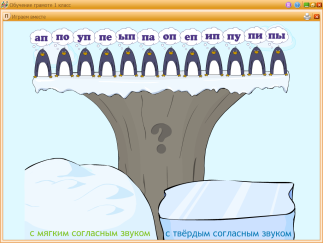 Обучение грамоте 1 класс
Играем вместе
ап по уп пе ып па оп еп ип пу пи пы
?
с мягким согласным звуком с твёрдым согласным звуком